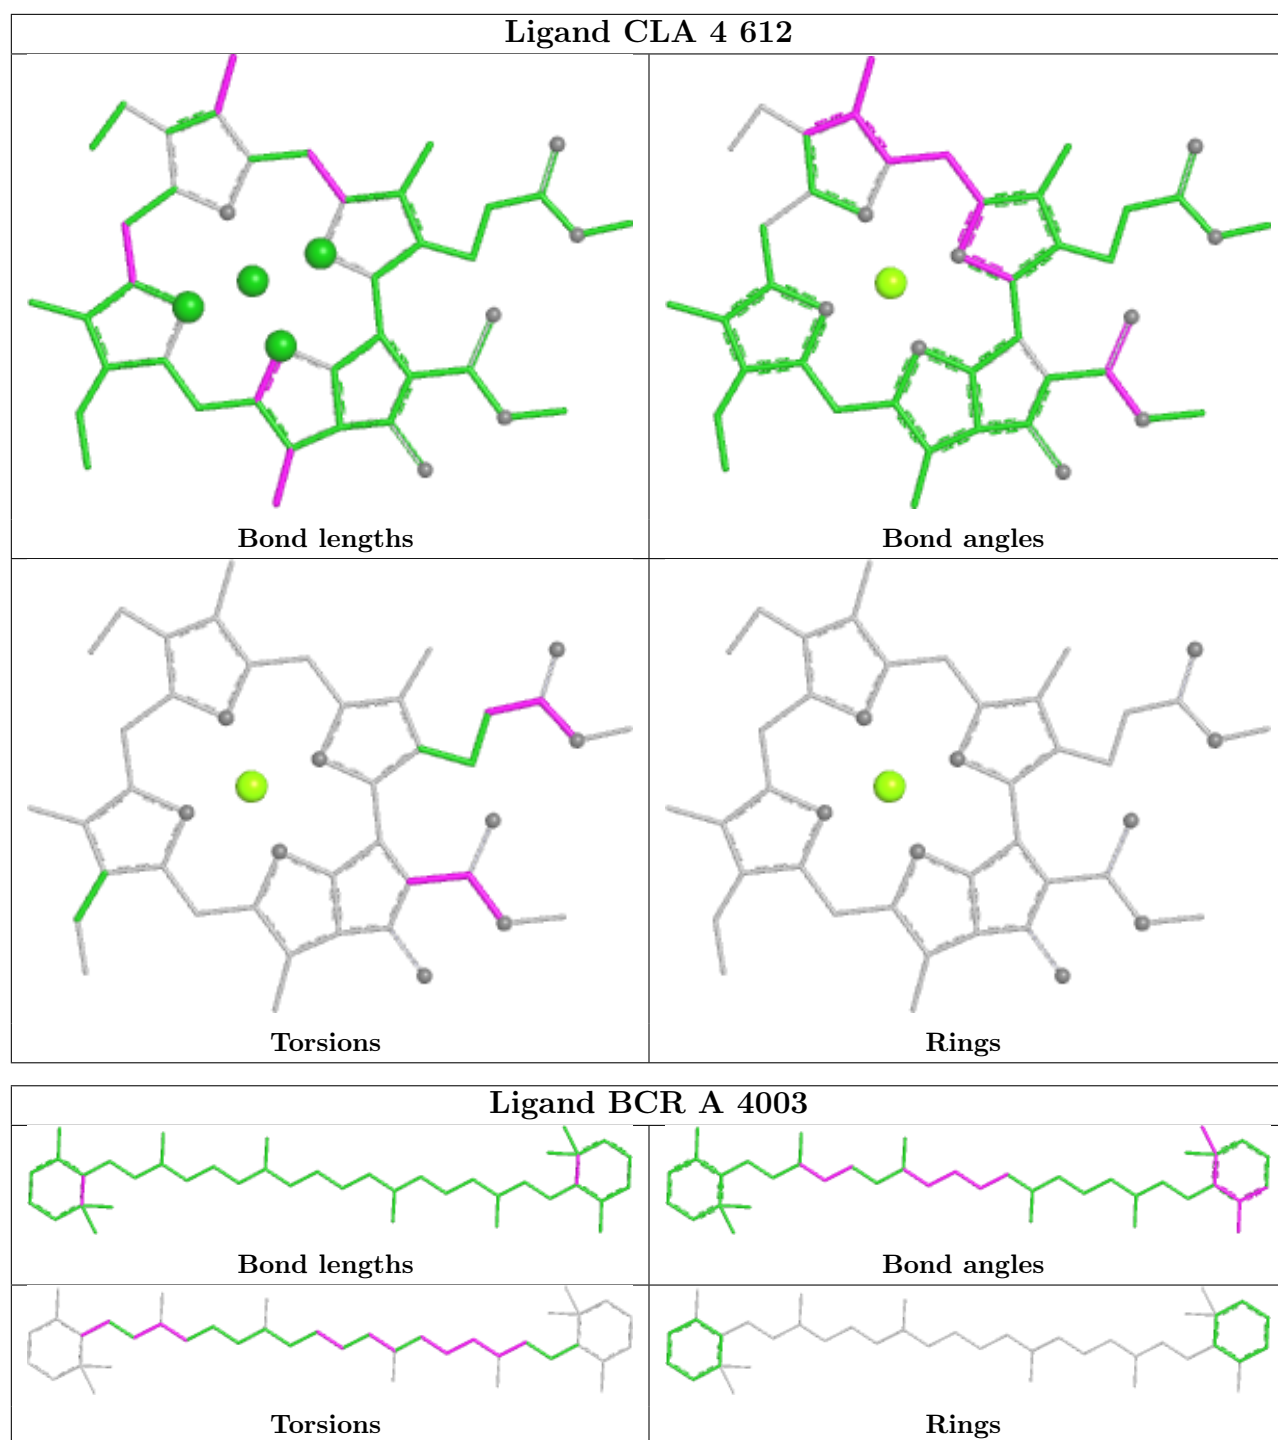 Ligand CLA 4 612
Bond lengths
Bond angles
Torsions
Rings
Ligand BCR A 4003
Bond lengths
Bond angles
Torsions
Rings